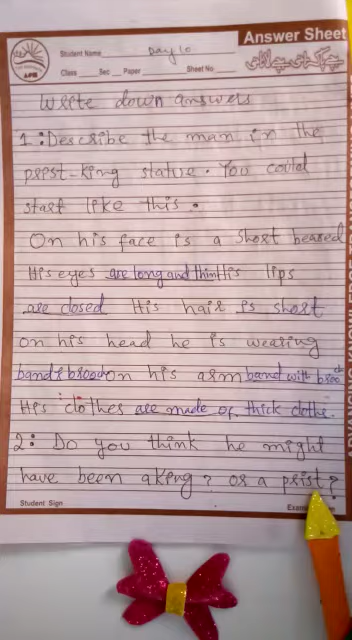 Answer Sheet
Student Name Day 10
Class Sec Paper Sheet No
Write down answers
1:Describe the man in the
prest-king statue. You could
start like this.
On his face is a short beared
His eyes are long and thin His lips
are closed His hair is short
on his head he is wearing
band & brooch on his arm band with brooch
His clothes are made of thick cloths.
2: Do you think he might
have been a king? or a prist?
Student Sign